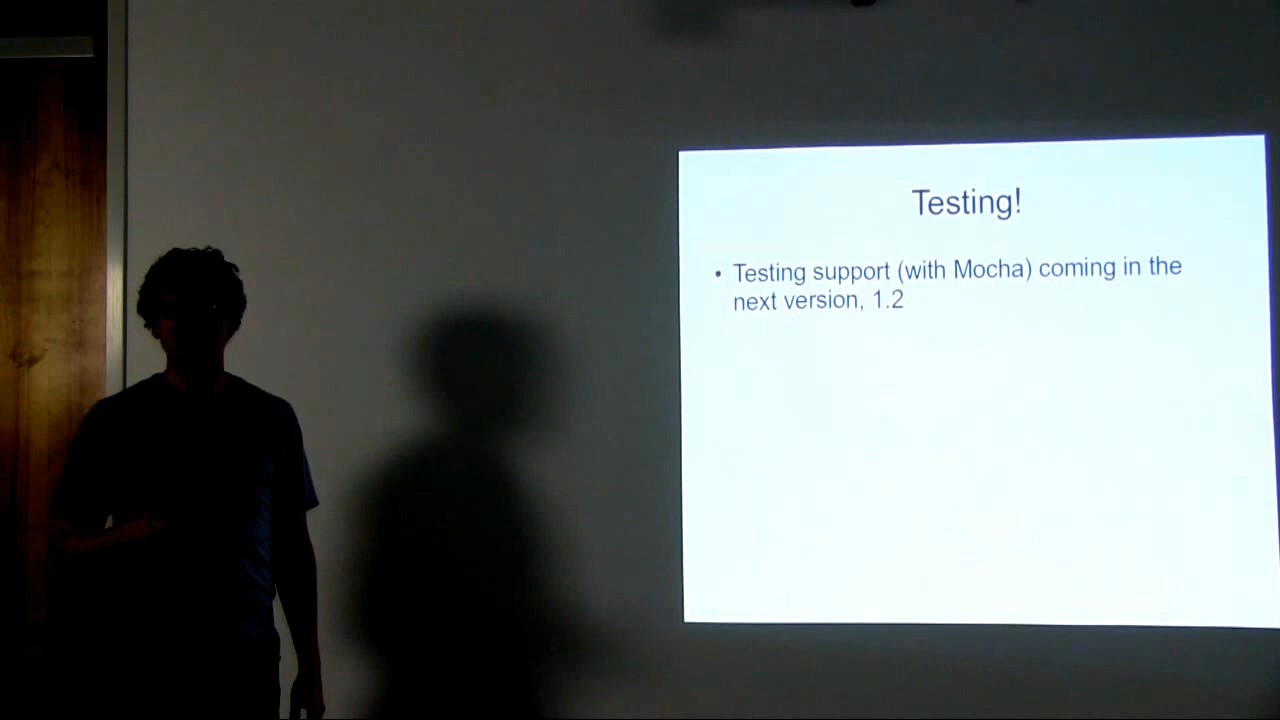 Testing!
• Testing support (with Mocha) coming in the
next version, 1.2